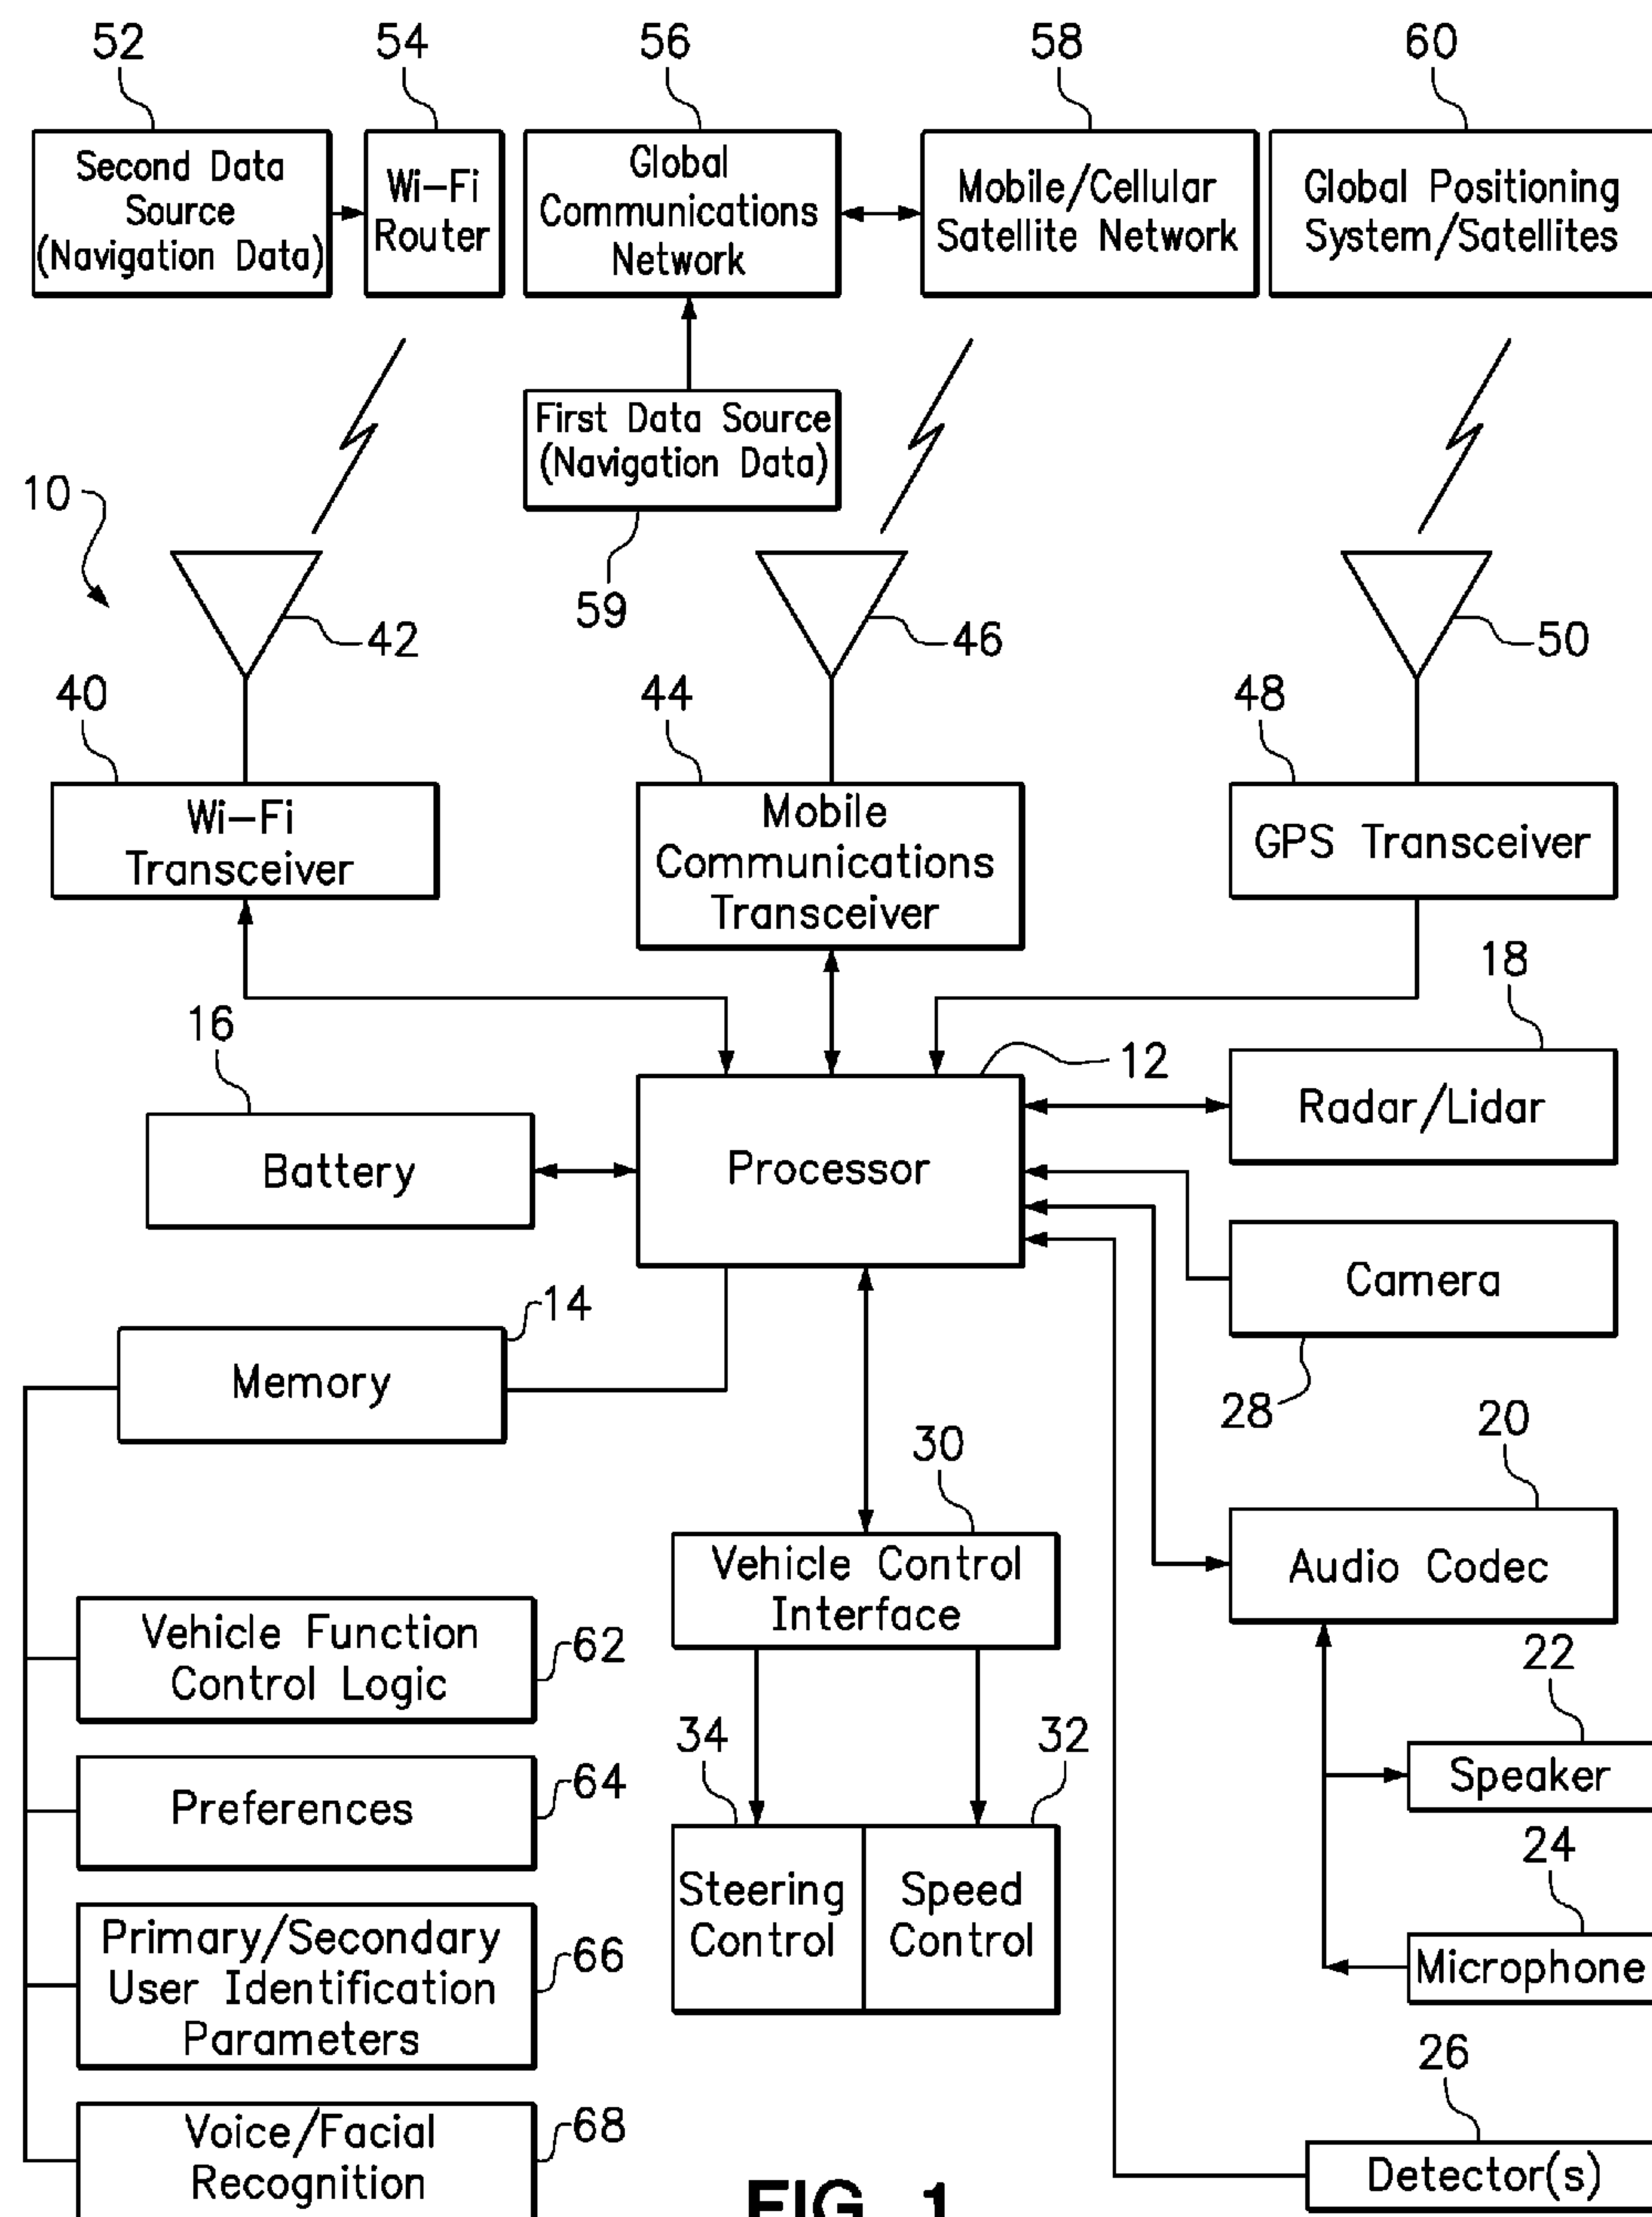 52
54
56
58
60
Second Data
Source
(Navigation Data)
Wi-Fi
Router
Global
Communications
Network
Mobile/Cellular
Satellite Network
Global Positioning
System/Satellites
First Data Source
(Navigation Data)
59
10
42
46
50
40
44
48
Wi-Fi
Transceiver
Mobile
Communications
Transceiver
GPS Transceiver
18
16
12
Radar/Lidar
Battery
Processor
Camera
28
14
Memory
30
20
Vehicle Control
Interface
Audio Codec
Vehicle Function
Control Logic
62
22
34
32
Speaker
Preferences
64
24
Steering
Control
Speed
Control
Microphone
Primary/Secondary
User Identification
Parameters
66
26
Voice/Facial
Recognition
68
Detector(s)
FIG. 1